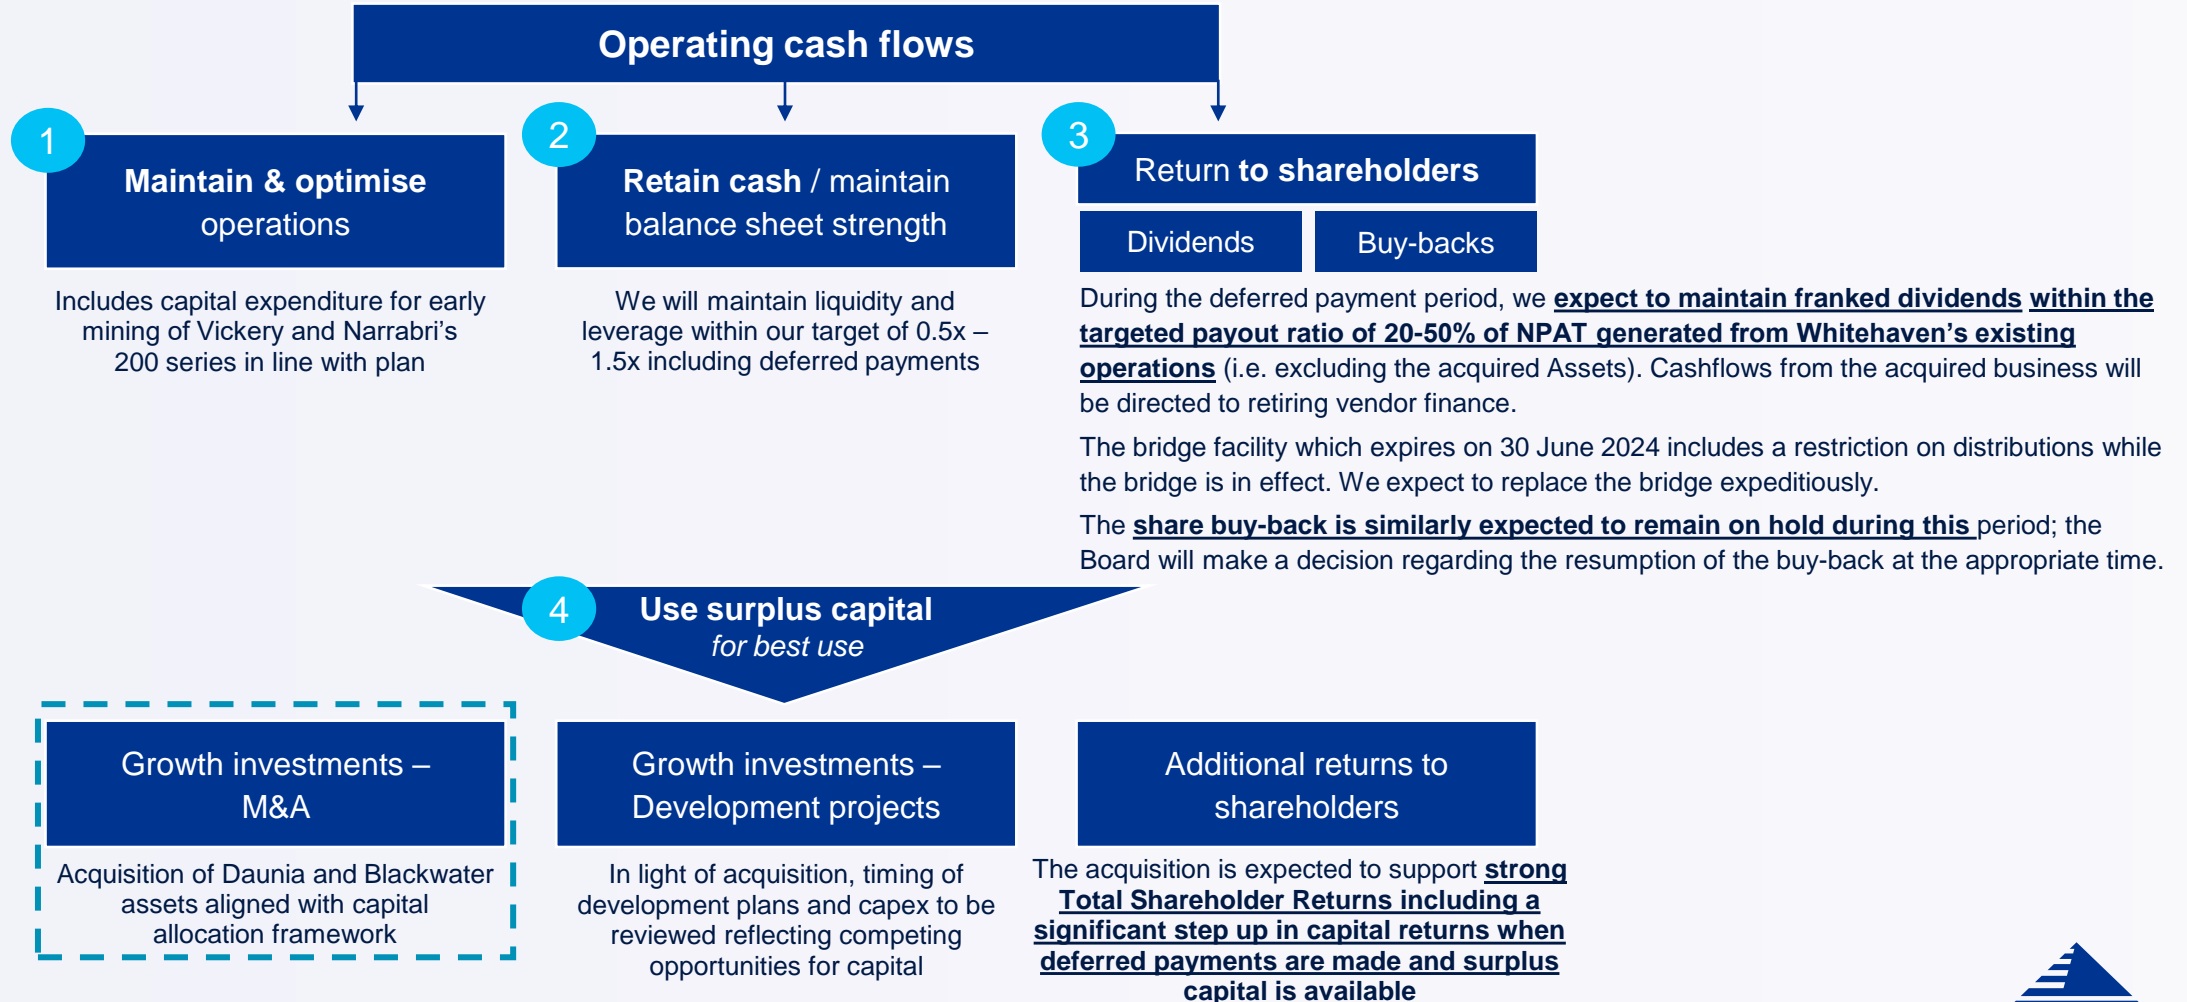 Operating cash flows
1
Maintain & optimise
operations
Includes capital expenditure for early
mining of Vickery and Narrabri’s
200 series in line with plan
2
Retain cash / maintain
balance sheet strength
We will maintain liquidity and
leverage within our target of 0.5x –
1.5x including deferred payments
3
Return to shareholders
Dividends
Buy-backs
During the deferred payment period, we expect to maintain franked dividends within the
targeted payout ratio of 20-50% of NPAT generated from Whitehaven’s existing
operations (i.e. excluding the acquired Assets). Cashflows from the acquired business will
be directed to retiring vendor finance.
The bridge facility which expires on 30 June 2024 includes a restriction on distributions while
the bridge is in effect. We expect to replace the bridge expeditiously.
The share buy-back is similarly expected to remain on hold during this period; the
Board will make a decision regarding the resumption of the buy-back at the appropriate time.
4
Use surplus capital
for best use
Growth investments –
M&A
Acquisition of Daunia and Blackwater
assets aligned with capital
allocation framework
Growth investments –
Development projects
In light of acquisition, timing of
development plans and capex to be
reviewed reflecting competing
opportunities for capital
Additional returns to
shareholders
The acquisition is expected to support strong
Total Shareholder Returns including a
significant step up in capital returns when
deferred payments are made and surplus
capital is available